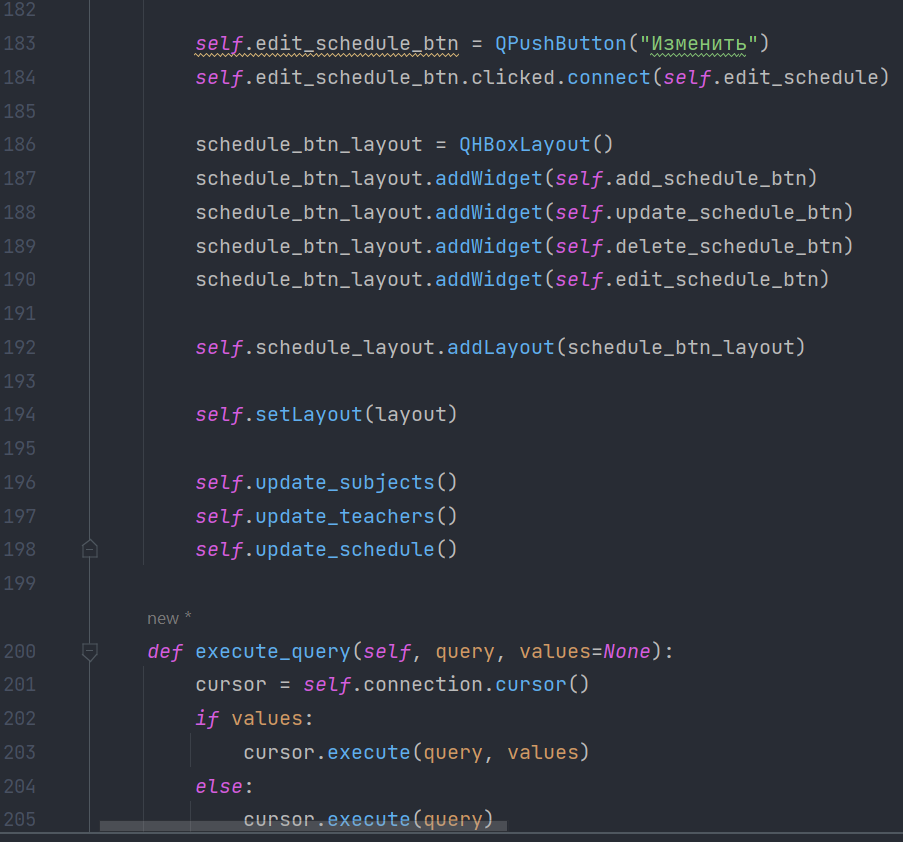 182
183 self.edit_schedule_btn = QPushButton("Изменить")
184 self.edit_schedule_btn.clicked.connect(self.edit_schedule)
185
186 schedule_btn_layout = QHBoxLayout()
187 schedule_btn_layout.addWidget(self.add_schedule_btn)
188 schedule_btn_layout.addWidget(self.update_schedule_btn)
189 schedule_btn_layout.addWidget(self.delete_schedule_btn)
190 schedule_btn_layout.addWidget(self.edit_schedule_btn)
191
192 self.schedule_layout.addLayout(schedule_btn_layout)
193
194 self.setLayout(layout)
195
196 self.update_subjects()
197 self.update_teachers()
198 self.update_schedule()
199
new *
200 def execute_query(self, query, values=None):
201 cursor = self.connection.cursor()
202 if values:
203 cursor.execute(query, values)
204 else:
205 cursor.execute(query)